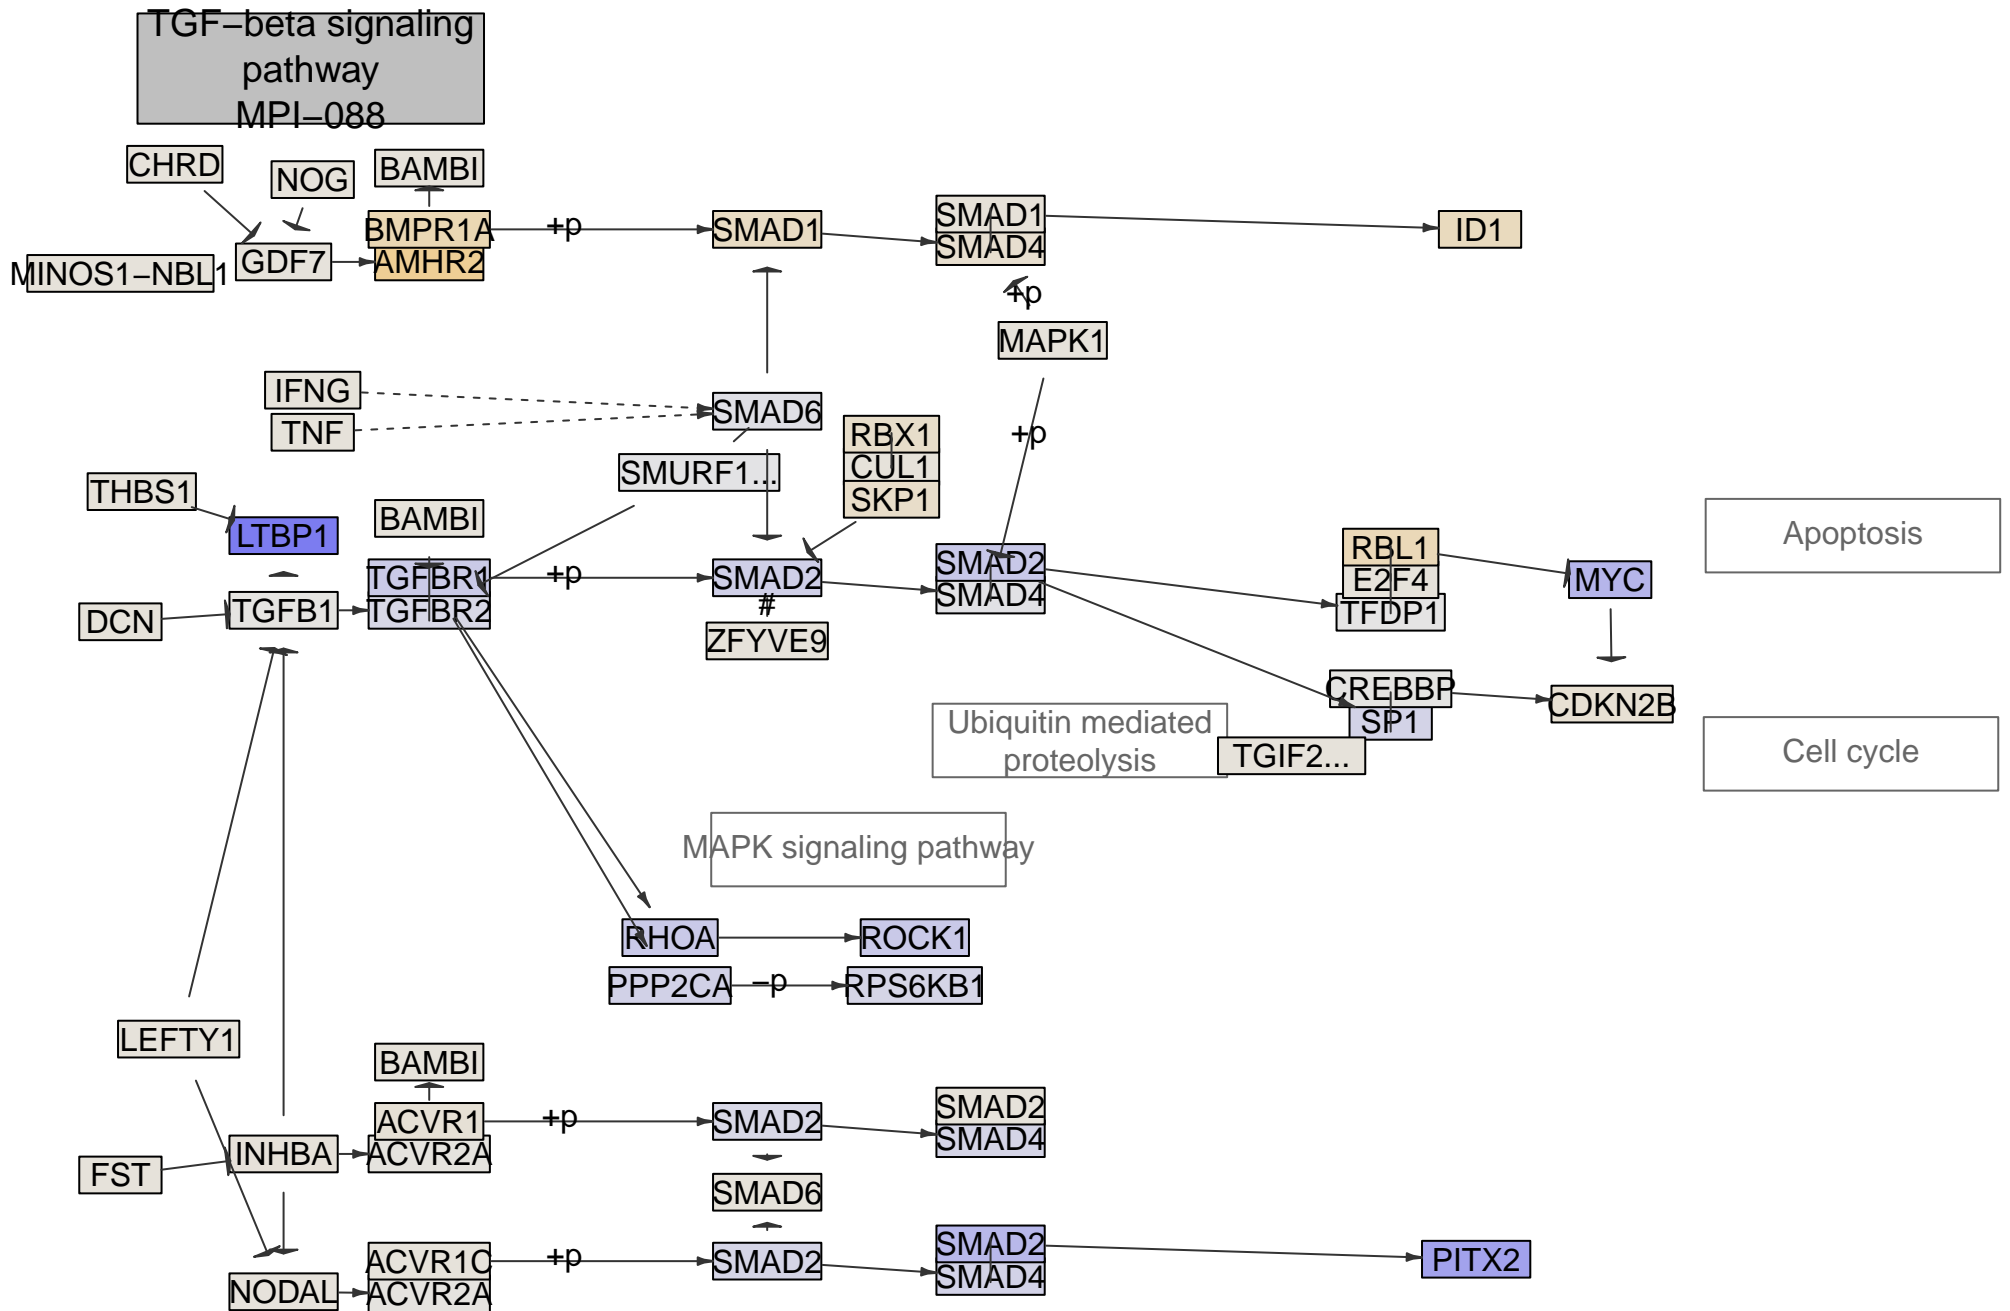 TGF−beta signaling
pathway
MPI−088
CHRD
NOG
BAMBI
BMPR1A
+p
SMAD1
SMAD1
ID1
MINOS1−NBL1
GDF7
AMHR2
SMAD4
+p
MAPK1
IFNG
SMAD6
TNF
RBX1
+p
SMURF1...
CUL1
THBS1
SKP1
BAMBI
LTBP1
RBL1
Apoptosis
TGFBR1
+p
SMAD2
SMAD2
E2F4
MYC
DCN
TGFB1
TGFBR2
#
SMAD4
TFDP1
ZFYVE9
CREBBP
CDKN2B
Ubiquitin mediated
proteolysis
SP1
TGIF2...
Cell cycle
MAPK signaling pathway
RHOA
ROCK1
PPP2CA
−p
RPS6KB1
LEFTY1
BAMBI
ACVR1
+p
SMAD2
SMAD2
FST
INHBA
ACVR2A
SMAD4
SMAD6
ACVR1C
+p
SMAD2
SMAD2
PITX2
NODAL
ACVR2A
SMAD4